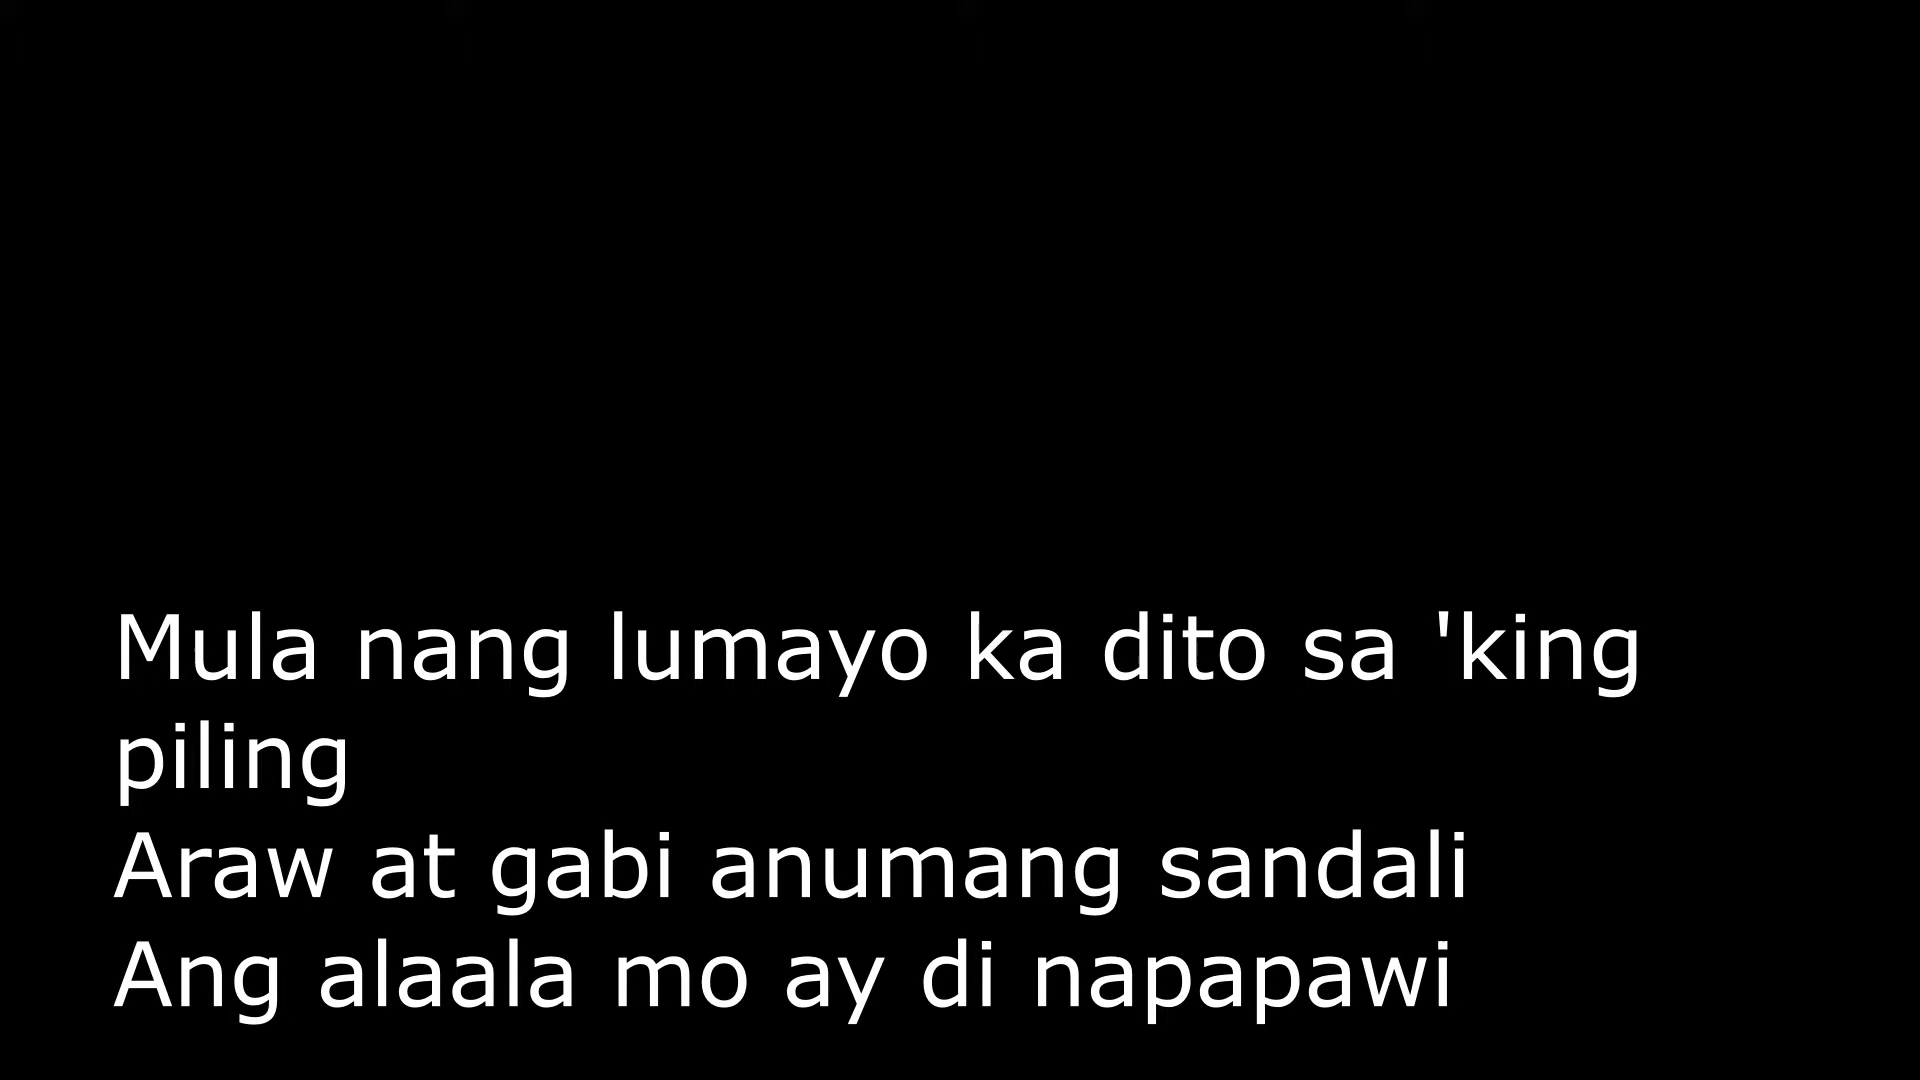 Mula nang lumayo ka dito sa 'king
piling
Araw at gabi anumang sandali
Ang alaala mo ay di napapawi